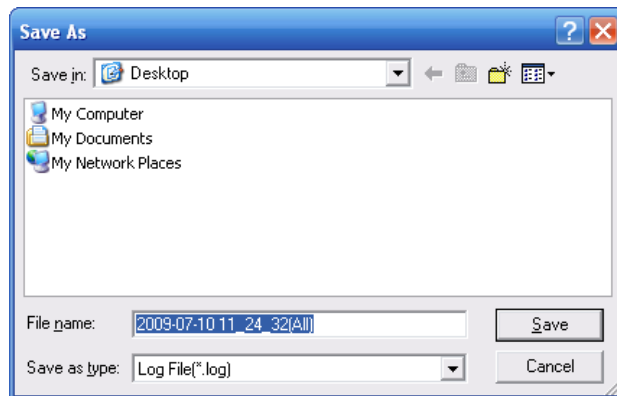 Save As
Save in: Desktop
My Computer
My Documents
My Network Places
File name: 2009-07-10 11_24_32(All) Save
Save as type: Log File(*.log) Cancel